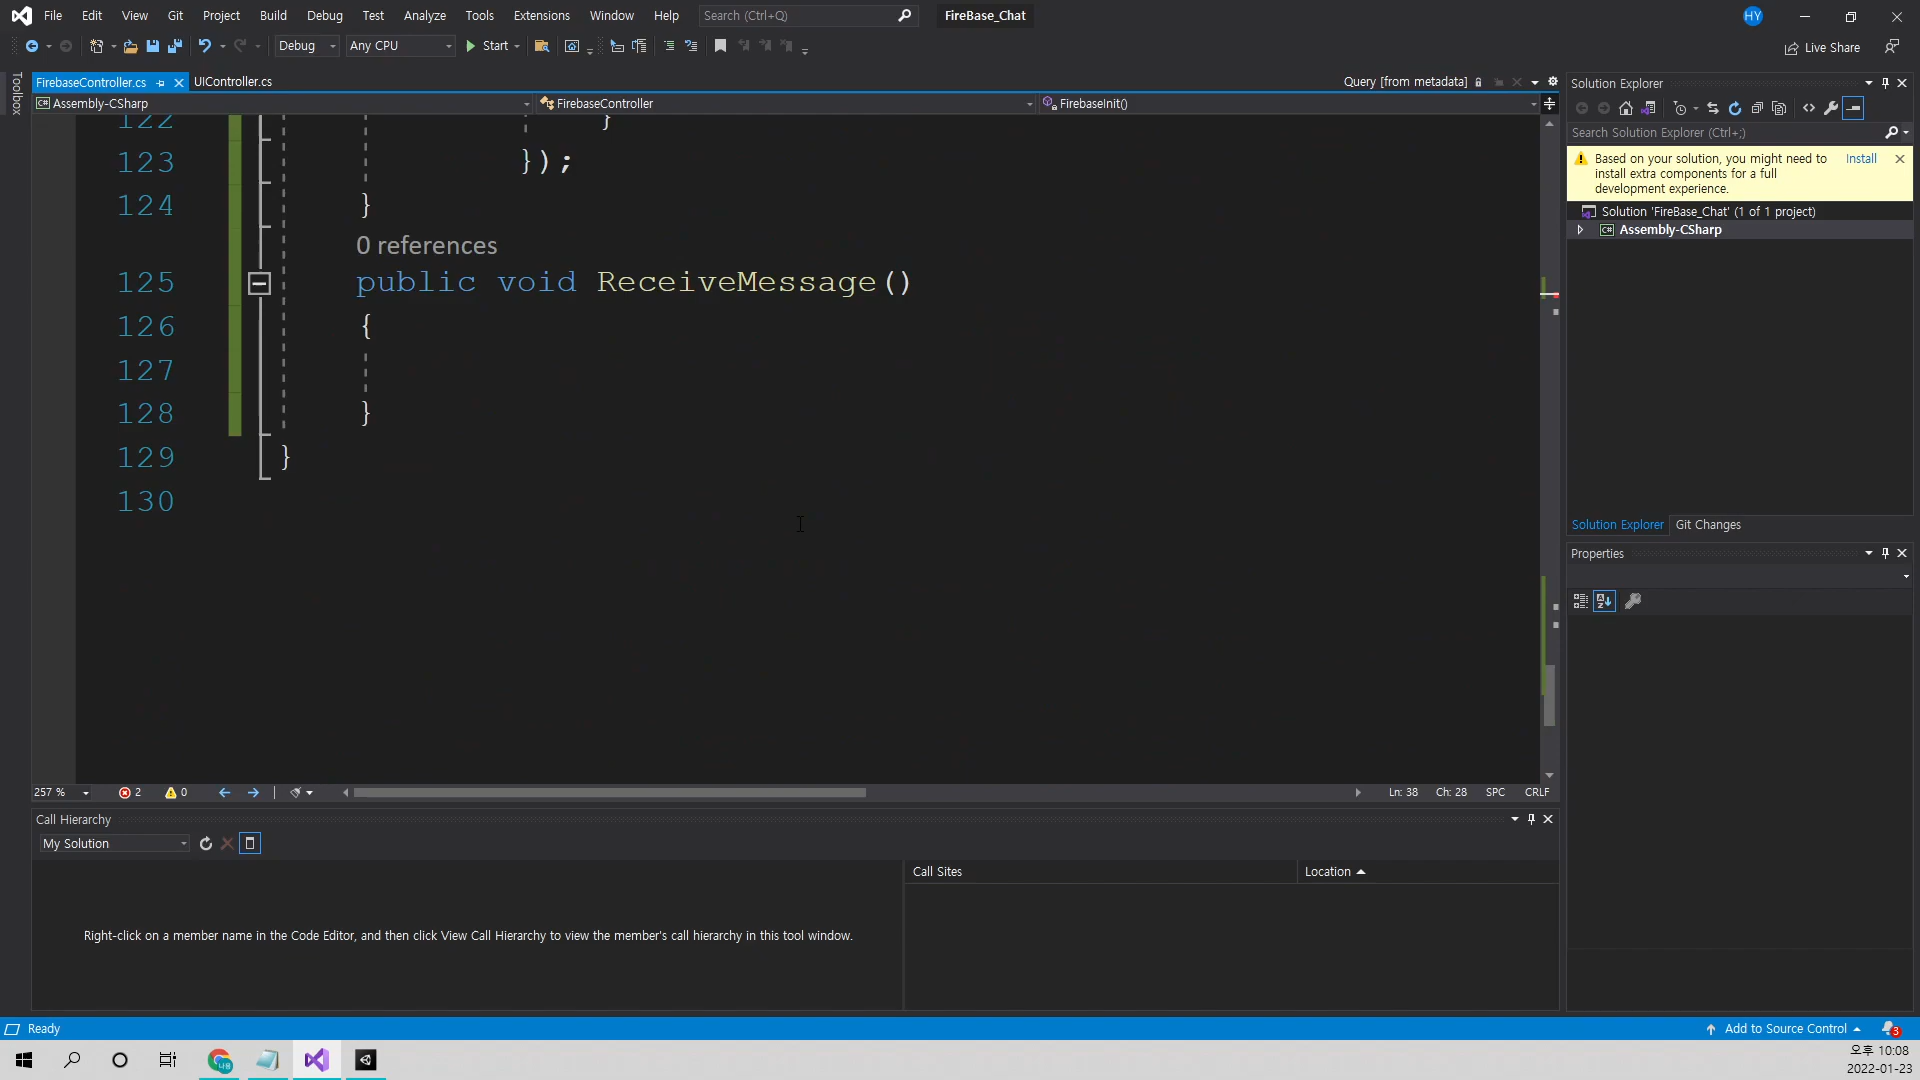 File Edit View Git Project Build Debug Test Analyze Tools Extensions Window Help Search (Ctrl+Q) FireBase_Chat HY
Debug Any CPU Start Live Share
Toolbox
FirebaseController.cs UIController.cs Query [from metadata]
Assembly-CSharp FirebaseController FirebaseInit()
122 }
123 });
124 }
0 references
125 public void ReceiveMessage()
126 {
127
128 }
129 }
130
257 % 2 0 Ln: 38 Ch: 28 SPC CRLF
Call Hierarchy
My Solution
Call Sites Location
Right-click on a member name in the Code Editor, and then click View Call Hierarchy to view the member's call hierarchy in this tool window.
Solution Explorer
Search Solution Explorer (Ctrl+;)
Based on your solution, you might need to Install
install extra components for a full
development experience.
Solution 'FireBase_Chat' (1 of 1 project)
Assembly-CSharp
Solution Explorer Git Changes
Properties
Ready Add to Source Control 3
오후 10:08
2022-01-23